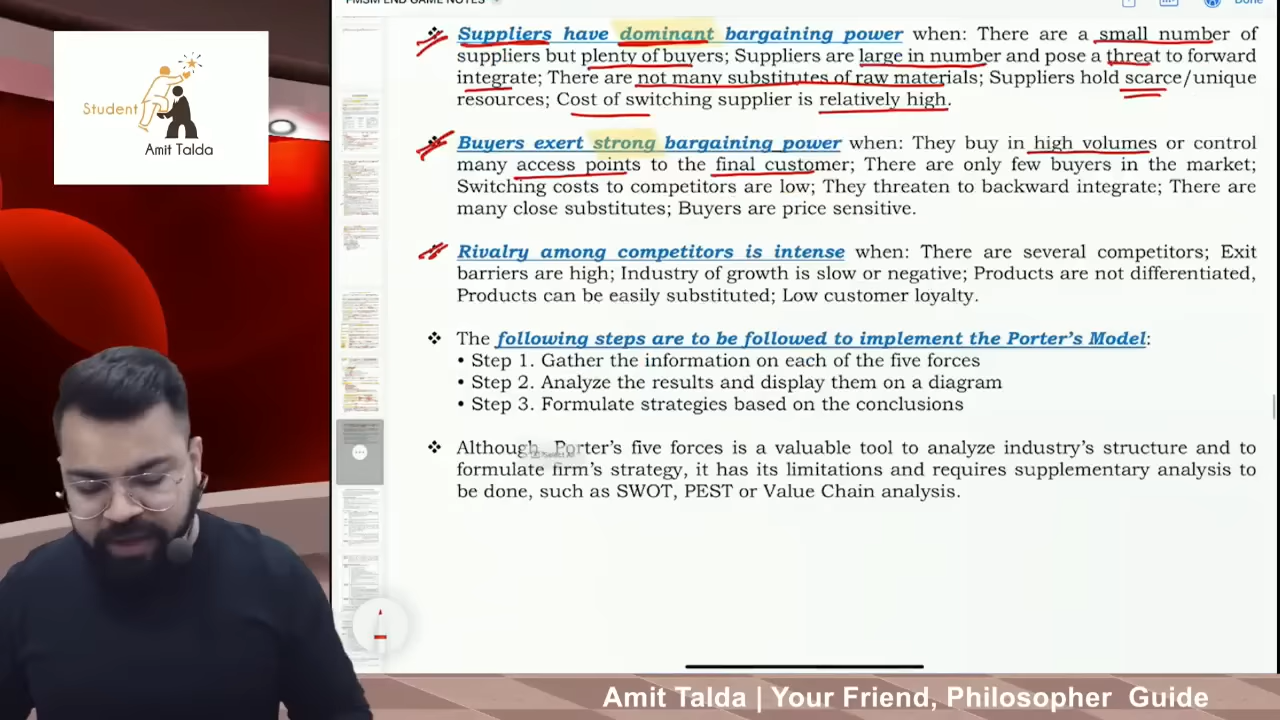 FMSM END GAME NOTES
Done
Student
Amit Talda
❖ Suppliers have dominant bargaining power when: There are a small number of
suppliers but plenty of buyers; Suppliers are large in number and pose a threat to forward
integrate; There are not many substitutes of raw materials; Suppliers hold scarce/unique
resources; Cost of switching suppliers relatively high.
❖ Buyers exert strong bargaining power when: They buy in large volumes or control
many access points to the final customer; There are only few buyers in the market;
Switching costs to competitors are low; They threaten to backward integrate; There are
many close substitutes; Buyers are price sensitive.
❖ Rivalry among competitors is intense when: There are several competitors; Exit
barriers are high; Industry of growth is slow or negative; Products are not differentiated,
Products can be easily substituted; low customer loyalty.
❖ The following steps are to be followed to implement the Porter's Model:
• Step 1. Gather the information on each of the five forces
• Step 2. Analyze the results and display them on a diagram
• Step 3. Formulate strategies based on the conclusions
❖ Although, Porter's five forces is a valuable tool to analyze industry's structure and to
formulate firm's strategy, it has its limitations and requires supplementary analysis to
be done, such as SWOT, PEST or Value Chain analysis.
Select All
Amit Talda | Your Friend, Philosopher Guide